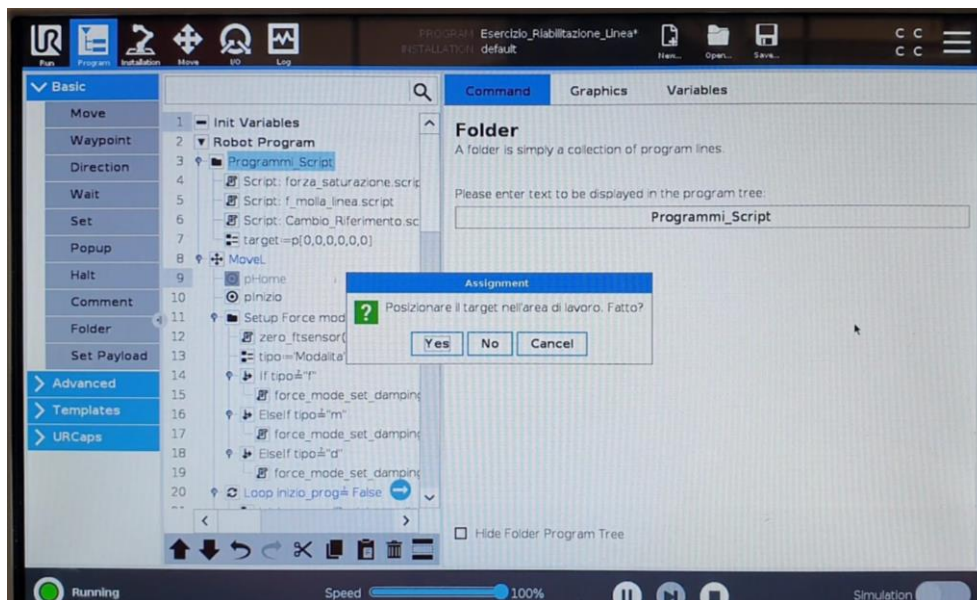 UR
PROGRAM Esercizio_Riabilitazione_Linea*
INSTALLATION default
Run Program Installation Move I/O Log
New... Open... Save...
C C
C C
Basic
Move
Waypoint
Direction
Wait
Set
Popup
Halt
Comment
Folder
Set Payload
Advanced
Templates
URCaps
1 Init Variables
2 Robot Program
3 Programmi_Script
4 Script: forza_saturazione.scrip
5 Script: f_molla_linea.script
6 Script: Cambio_Riferimento.sc
7 target:=p[0,0,0,0,0,0]
8 MoveL
9 pHome
10 pInizio
11 Setup Force mod
12 zero_ftsensor(
13 tipo:='Modalita'
14 If tipo≟"f"
15 force_mode_set_damping
16 ElseIf tipo≟"m"
17 force_mode_set_damping
18 ElseIf tipo≟"d"
19 force_mode_set_damping
20 Loop inizio_prog≟ False
Command Graphics Variables
Folder
A folder is simply a collection of program lines.
Please enter text to be displayed in the program tree:
Programmi_Script
Assignment
Posizionare il target nell'area di lavoro. Fatto?
Yes No Cancel
Hide Folder Program Tree
Running
Speed 100%
Simulation